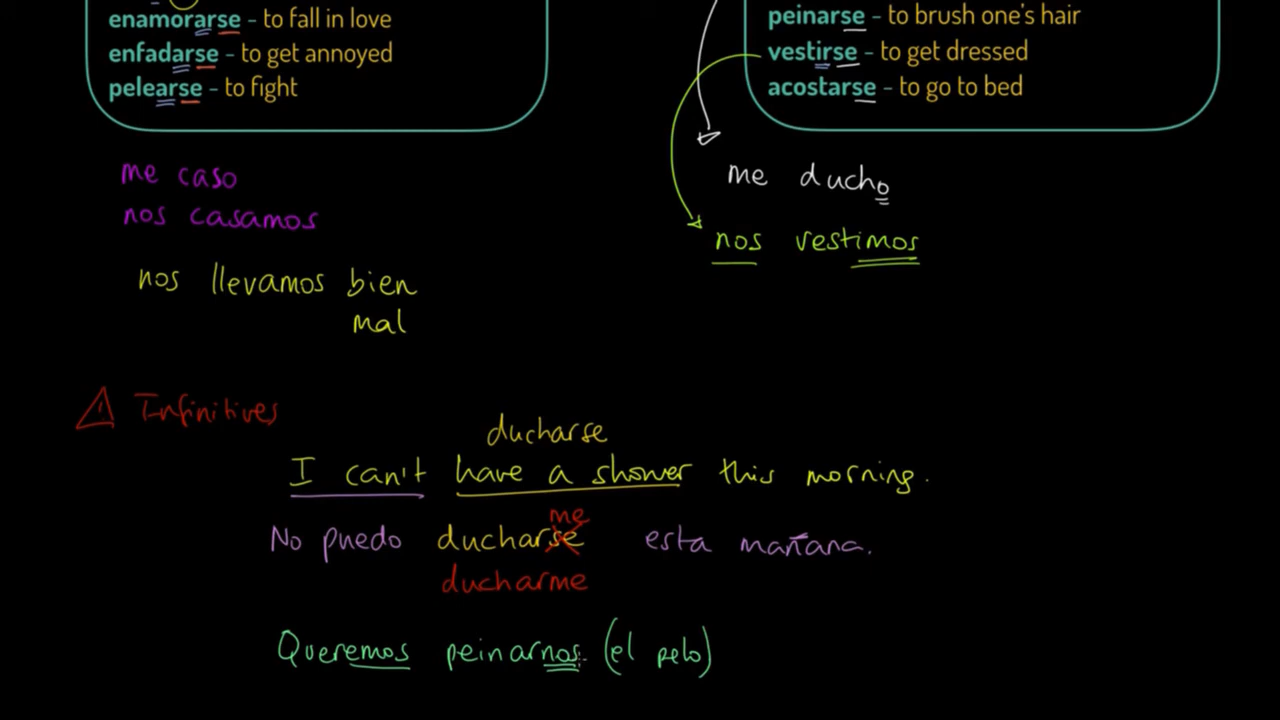 enamorarse – to fall in love
enfadarse – to get annoyed
pelearse – to fight
peinarse – to brush one's hair
vestirse – to get dressed
acostarse – to go to bed
me caso
nos casamos
nos llevamos bien
mal
me ducho
nos vestimos
Infinitives
ducharse
I can't have a shower this morning.
me
No puedo ducharse esta mañana.
ducharme
Queremos peinarnos (el pelo)